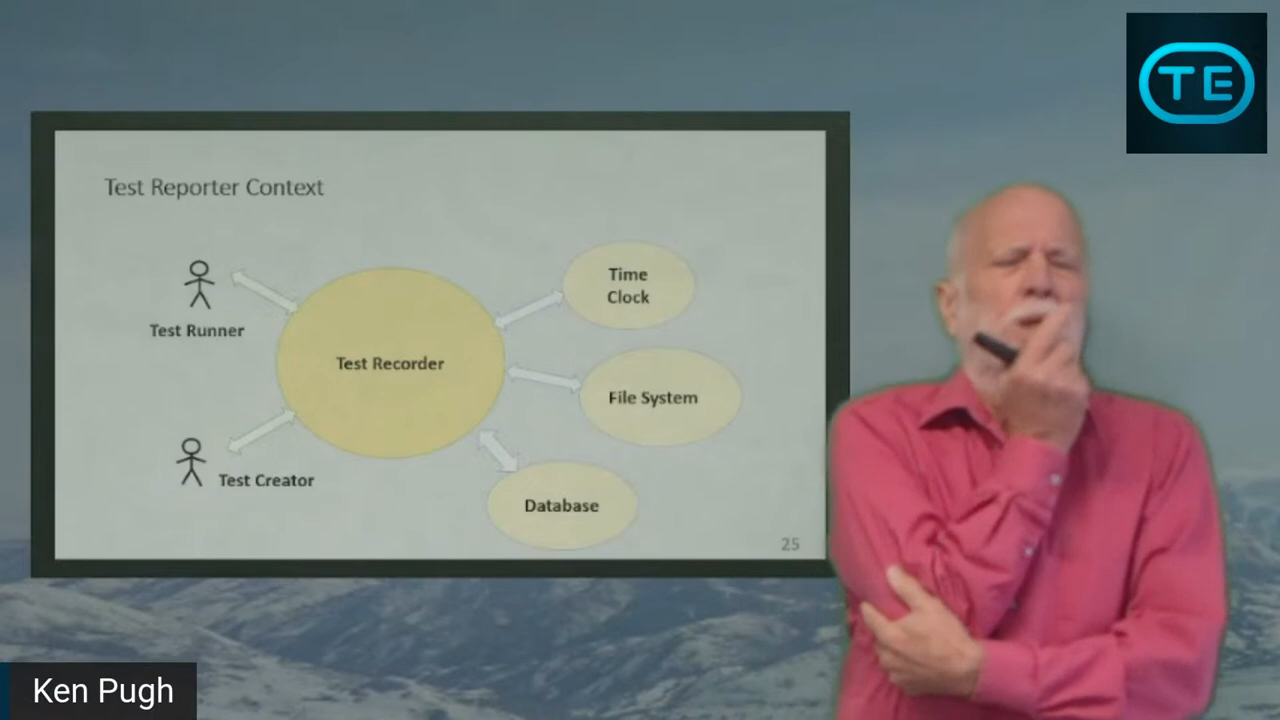 TE
Test Reporter Context
Time
Clock
Test Runner
Test Recorder
File System
Test Creator
Database
25
Ken Pugh